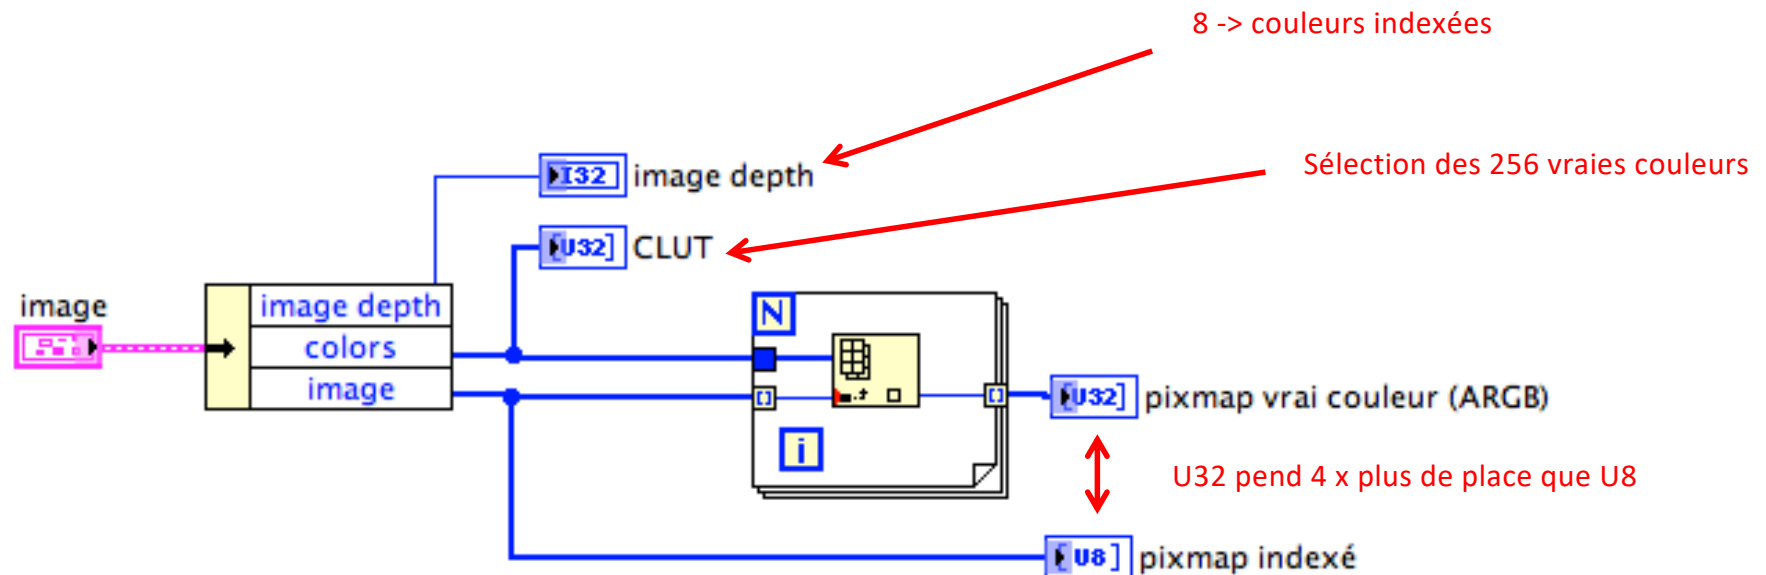 8 -> couleurs indexées
Sélection des 256 vraies couleurs
I32 image depth
[U32] CLUT
image
image depth
colors
image
N
i
[U32] pixmap vrai couleur (ARGB)
U32 pend 4 x plus de place que U8
[U8] pixmap indexé